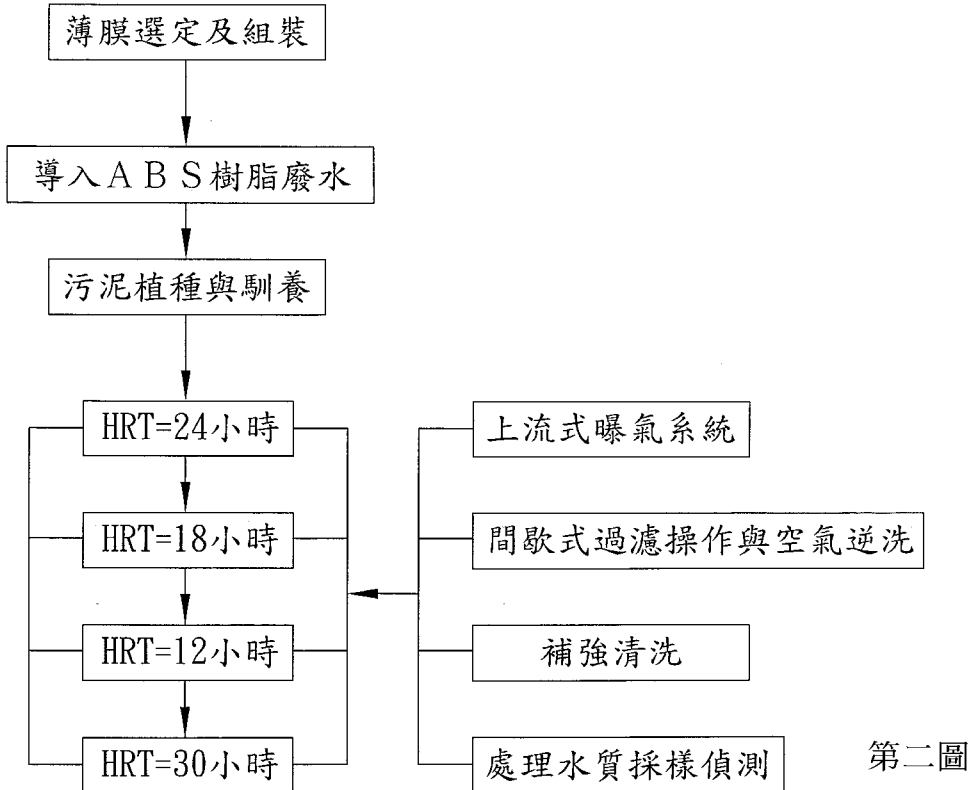 薄膜選定及組裝
導入ＡＢＳ樹脂廢水
污泥植種與馴養
HRT=24小時
上流式曝氣系統
HRT=18小時
間歇式過濾操作與空氣逆洗
HRT=12小時
補強清洗
HRT=30小時
處理水質採樣偵測
第二圖